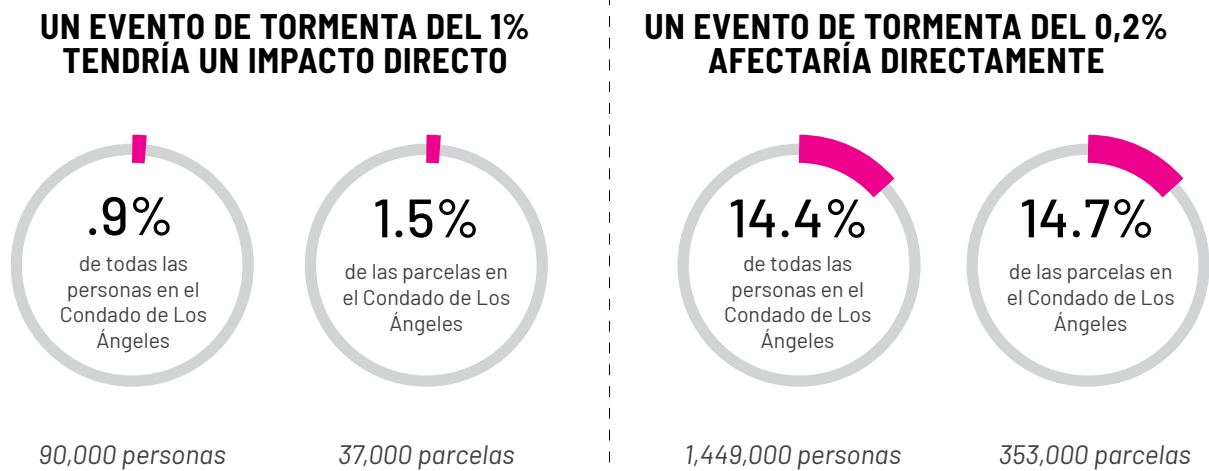 UN EVENTO DE TORMENTA DEL 1%
TENDRÍA UN IMPACTO DIRECTO
.9%
de todas las
personas en el
Condado de Los
Ángeles
90,000 personas
1.5%
de las parcelas en
el Condado de Los
Ángeles
37,000 parcelas
UN EVENTO DE TORMENTA DEL 0,2%
AFECTARÍA DIRECTAMENTE
14.4%
de todas las
personas en el
Condado de Los
Ángeles
1,449,000 personas
14.7%
de las parcelas en
el Condado de Los
Ángeles
353,000 parcelas